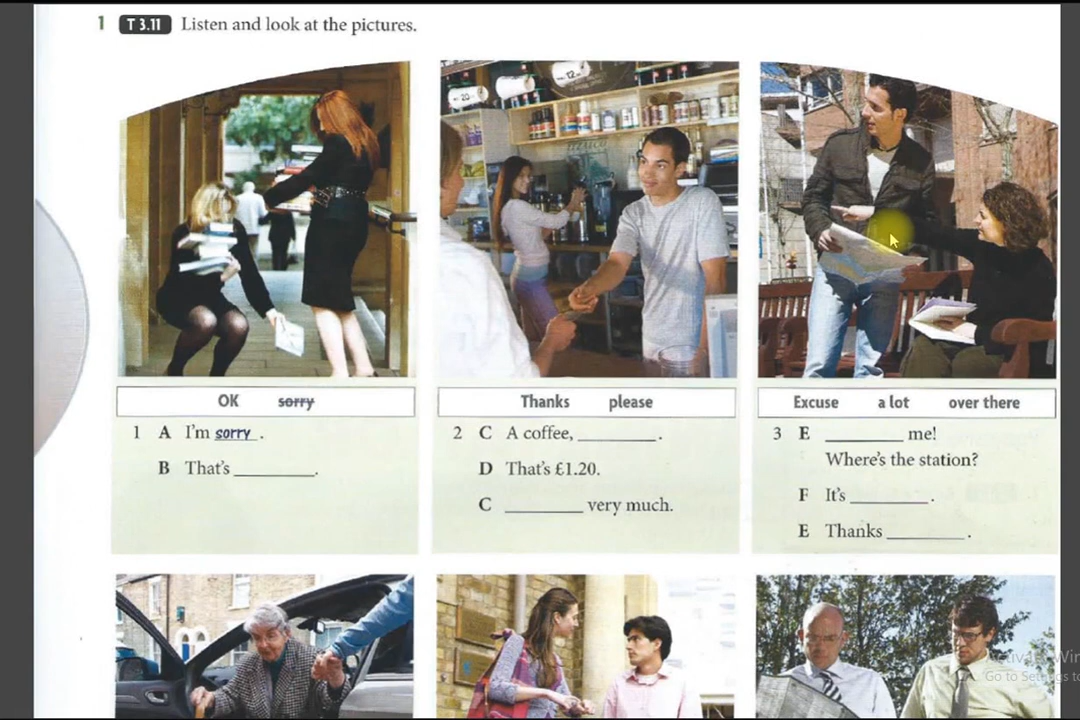 1 T 3.11 Listen and look at the pictures.
20
12
OK sorry
1 A I'm sorry.
B That's ________.
Thanks please
2 C A coffee, ________.
D That's £1.20.
C ________ very much.
Excuse a lot over there
3 E ________ me!
Where's the station?
F It's ________.
E Thanks ________.